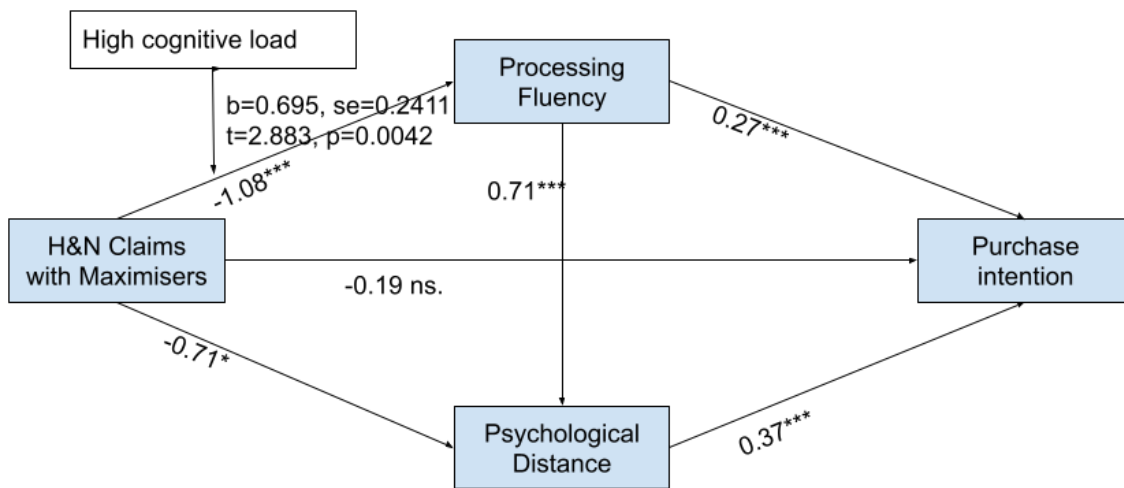 High cognitive load
Processing
Fluency
b=0.695, se=0.2411
t=2.883, p=0.0042
0.27***
-1.08***
0.71***
H&N Claims
with Maximisers
Purchase
intention
-0.19 ns.
-0.71*
Psychological
Distance
0.37***